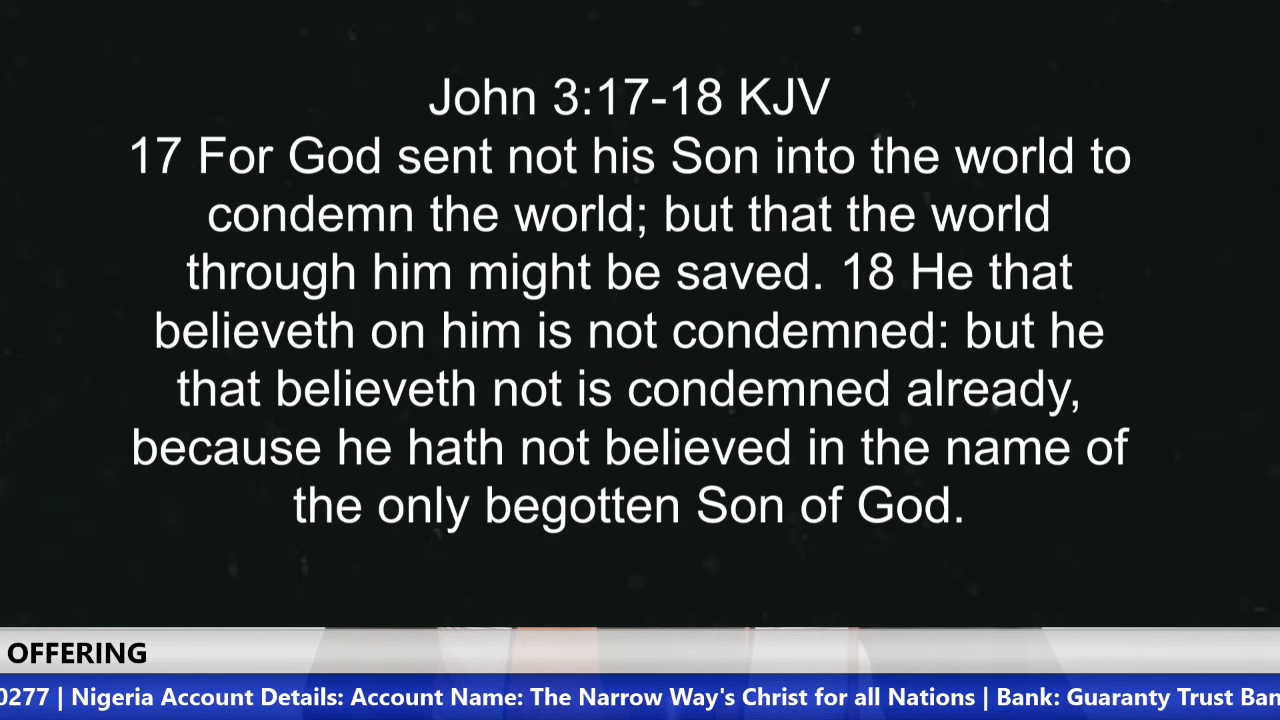 John 3:17-18 KJV
17 For God sent not his Son into the world to
condemn the world; but that the world
through him might be saved. 18 He that
believeth on him is not condemned: but he
that believeth not is condemned already,
because he hath not believed in the name of
the only begotten Son of God.
OFFERING
0277 | Nigeria Account Details: Account Name: The Narrow Way's Christ for all Nations | Bank: Guaranty Trust Ban